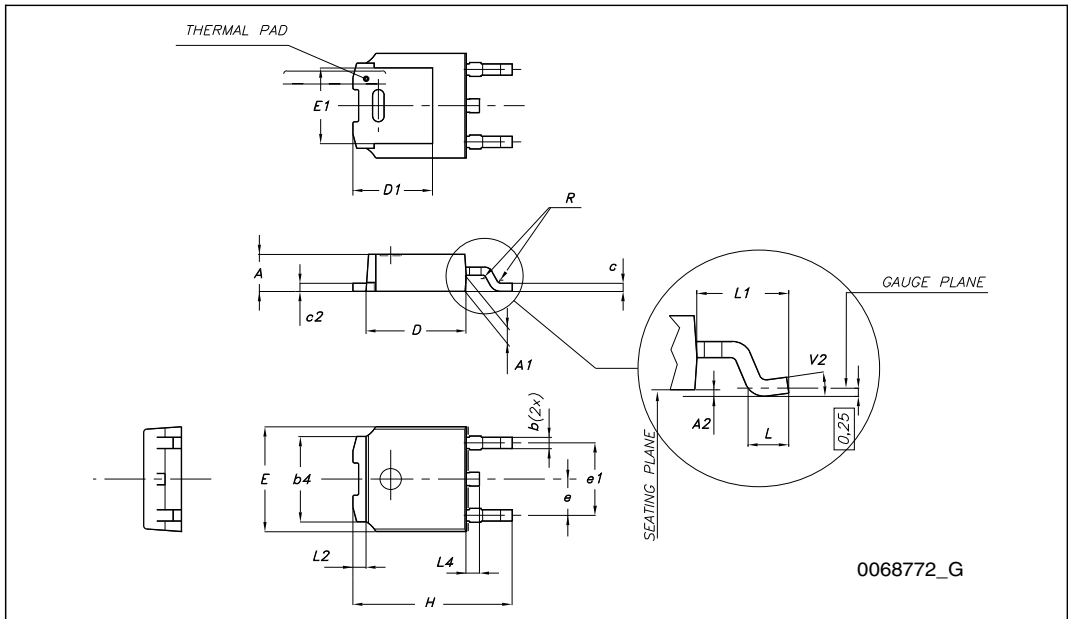 THERMAL PAD
E1
D1
R
A
c2
D
A1
c
GAUGE PLANE
L1
V2
A2
L
0,25
SEATING PLANE
b(2x)
E
b4
e
e1
L2
L4
H
0068772_G